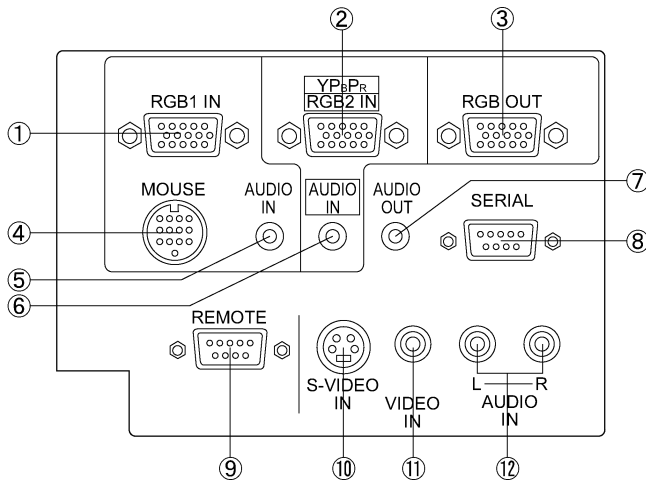 ② ③
YPBPR
RGB1 IN RGB2 IN RGB OUT
①
MOUSE AUDIO IN AUDIO IN AUDIO OUT ⑦
SERIAL
④ ⑧
⑤
⑥
REMOTE
S-VIDEO IN
VIDEO IN
L R
AUDIO IN
⑨ ⑩ ⑪ ⑫